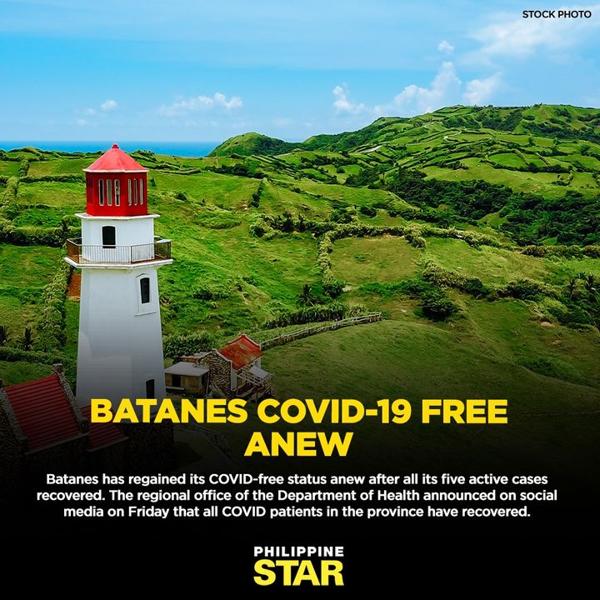 STOCK PHOTO
BATANES COVID-19 FREE
ANEW
Batanes has regained its COVID-free status anew after all its five active cases
recovered. The regional office of the Department of Health announced on social
media on Friday that all COVID patients in the province have recovered.
PHILIPPINE
STAR